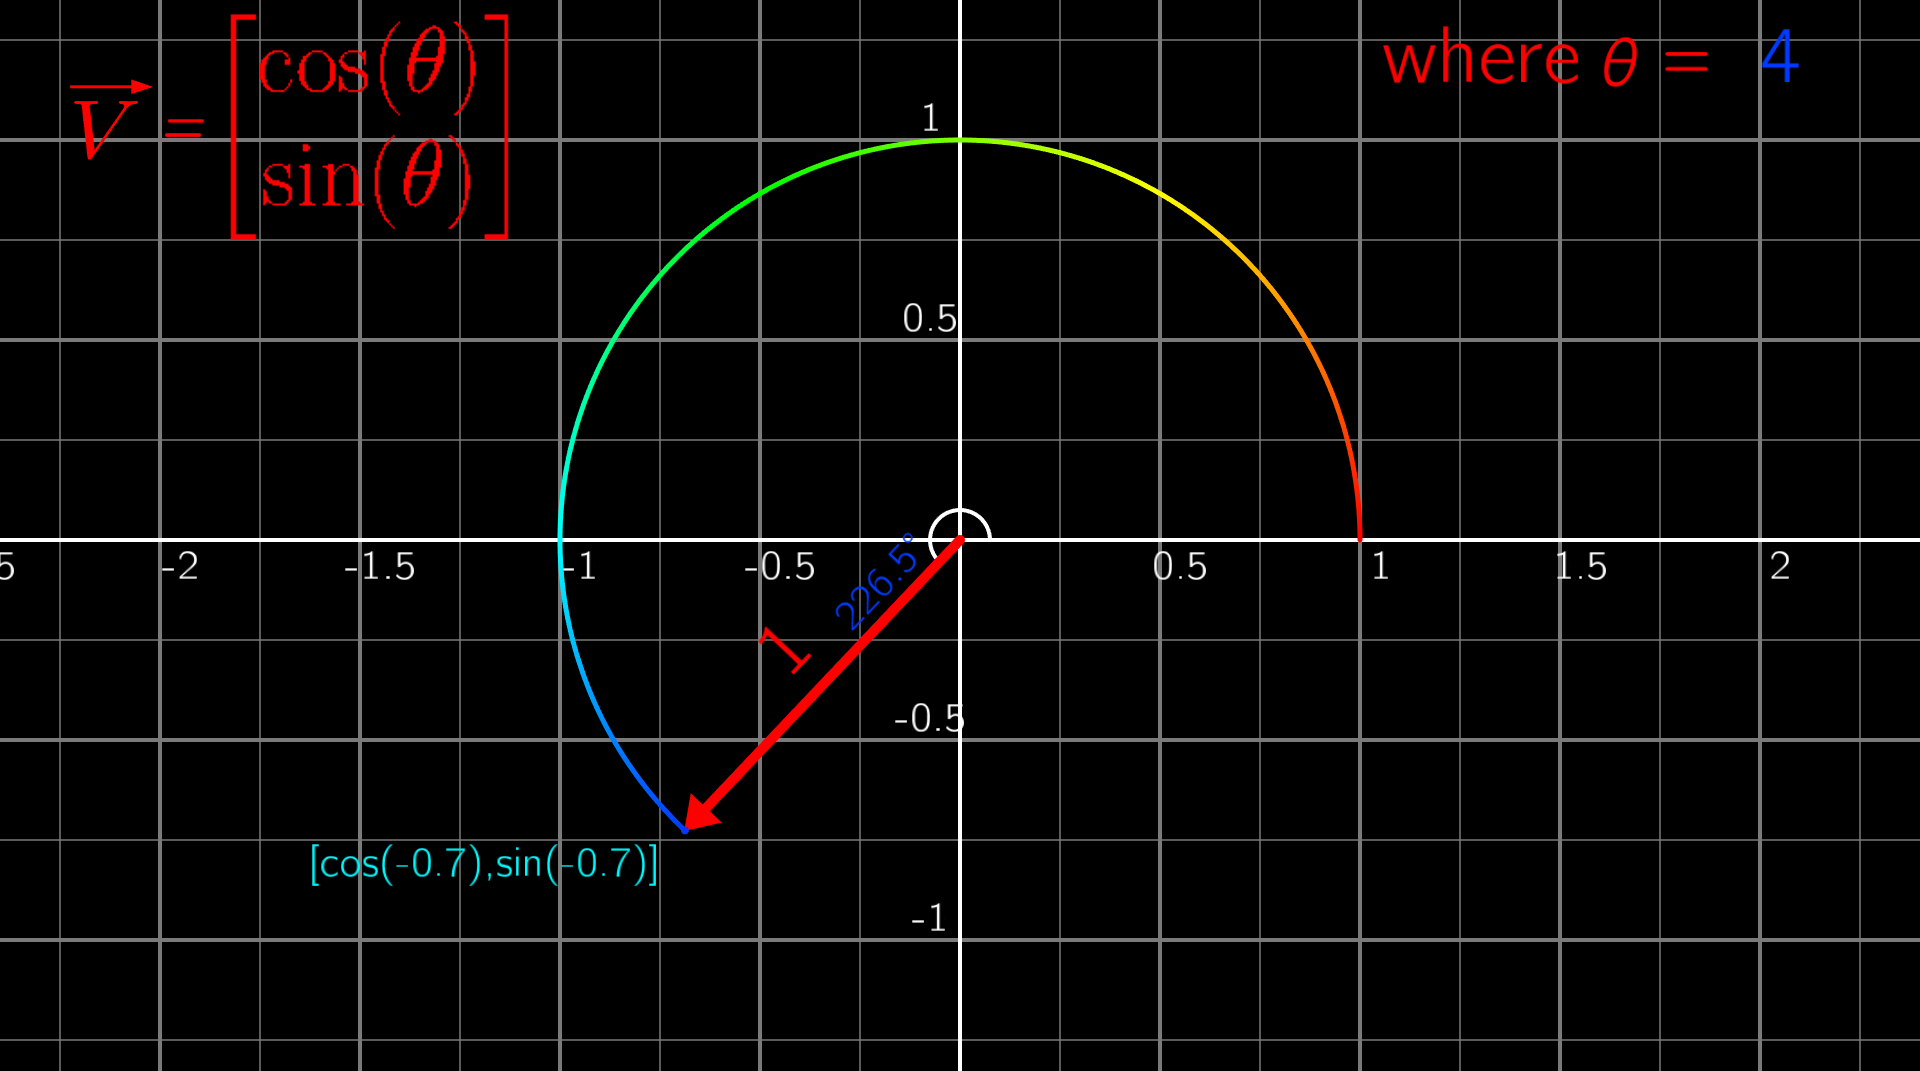 V = [cos(θ)
sin(θ)]
where θ = 4
1
0.5
5 -2 -1.5 -1 -0.5 0.5 1 1.5 2
226.5°
1
-0.5
[cos(-0.7),sin(-0.7)]
-1